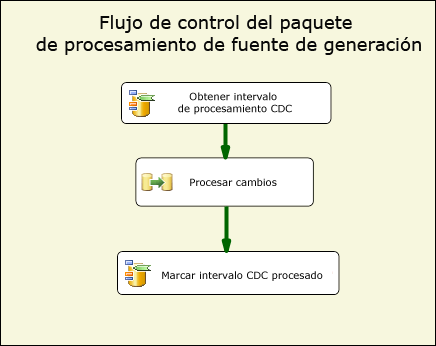 Flujo de control del paquete
de procesamiento de fuente de generación
Obtener intervalo
de procesamiento CDC
Procesar cambios
Marcar intervalo CDC procesado